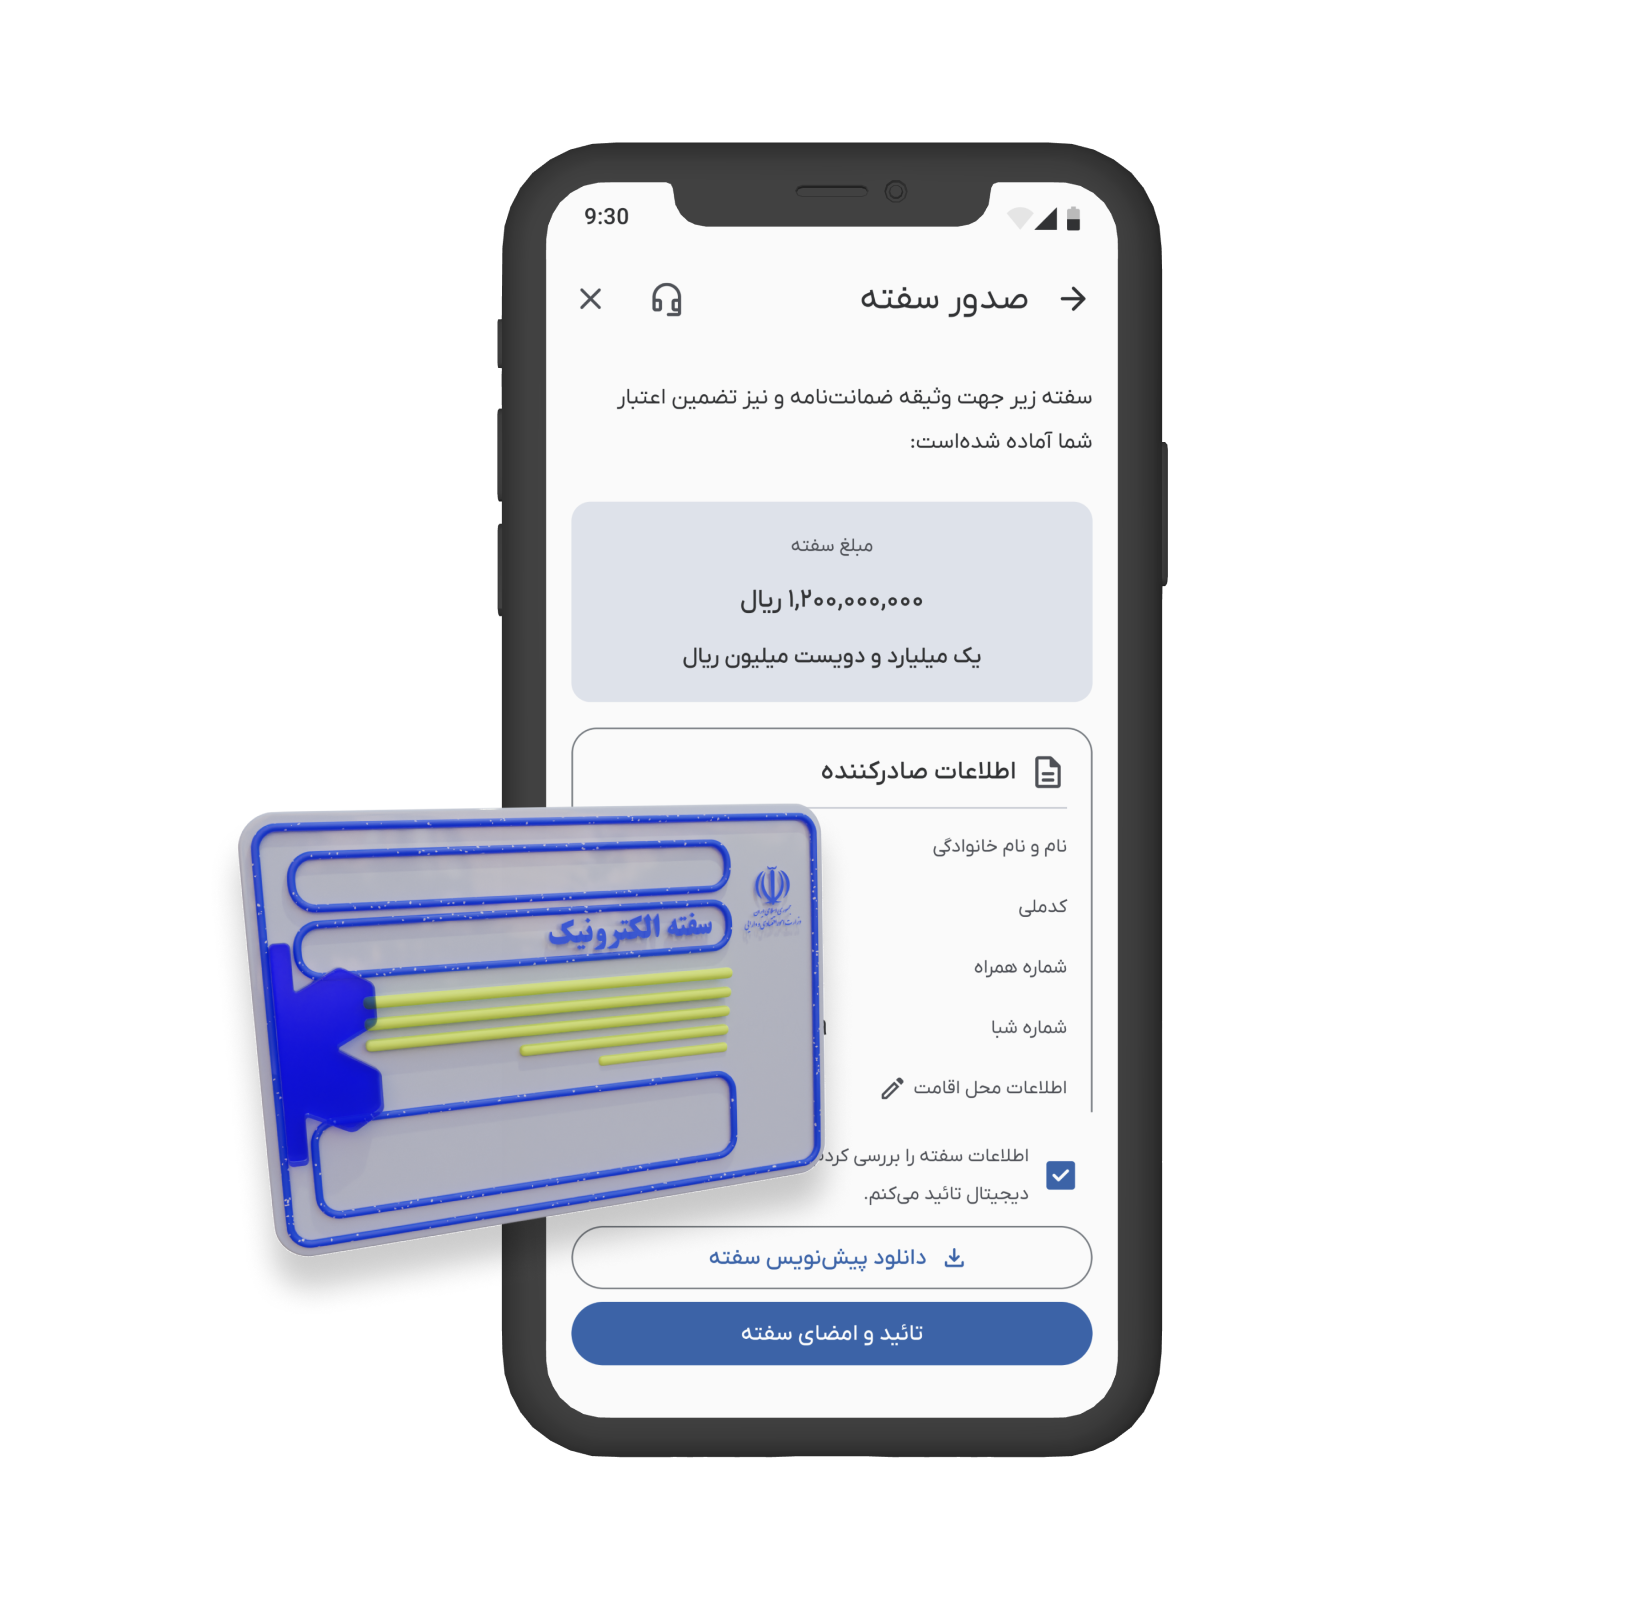 9:30
صدور سفته
سفته زیر جهت وثیقه ضمانت‌نامه و نیز تضمین اعتبار
شما آماده شده‌است:
مبلغ سفته
۱,۲۰۰,۰۰۰,۰۰۰ ریال
یک میلیارد و دویست میلیون ریال
اطلاعات صادرکننده
نام و نام خانوادگی
کدملی
شماره همراه
شماره شبا
اطلاعات محل اقامت
اطلاعات سفته را بررسی
دیجیتال تائید می‌کنم.
دانلود پیش‌نویس سفته
تائید و امضای سفته
سفته الکترونیک